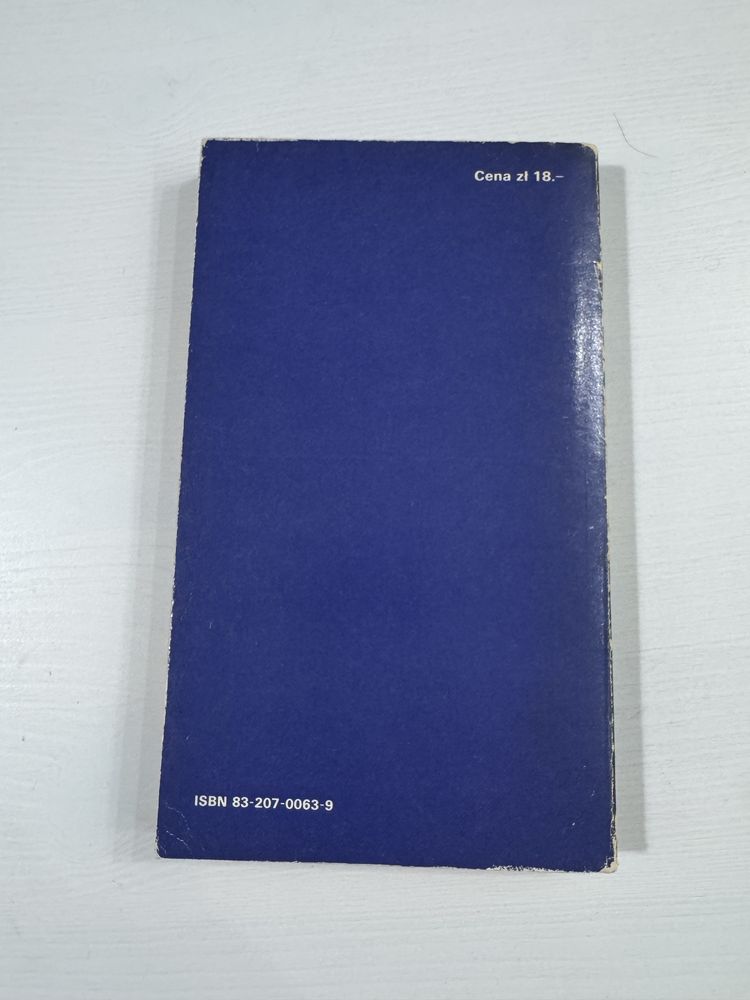 Cena zł 18.–
ISBN 83-207-0063-9